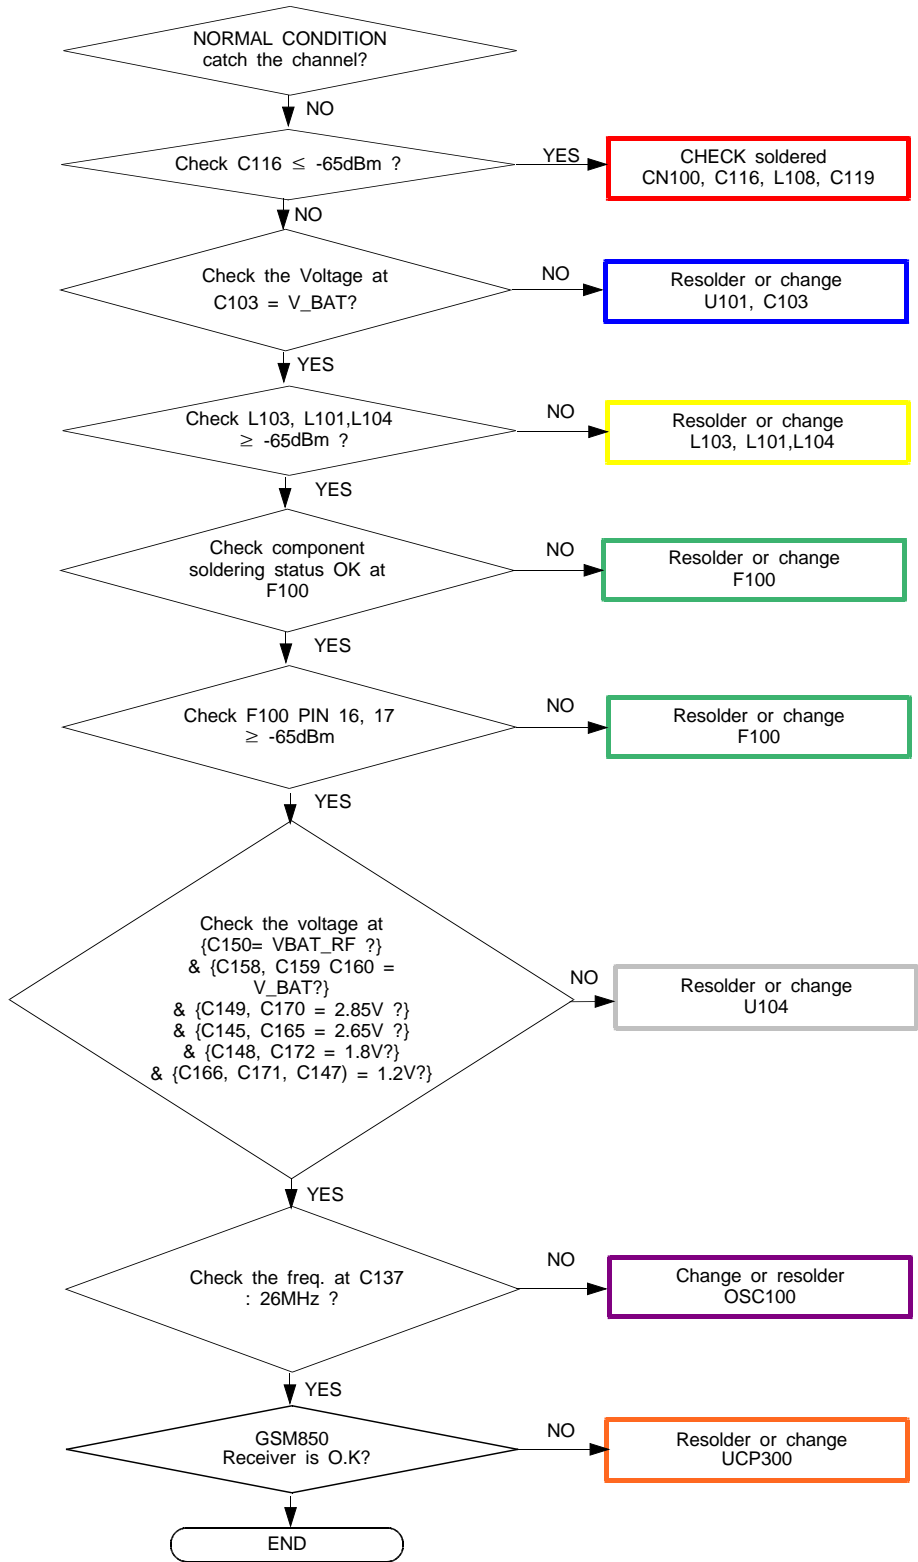 NORMAL CONDITION
catch the channel?
NO
Check C116 ≤ -65dBm ?
YES
CHECK soldered
CN100, C116, L108, C119
NO
Check the Voltage at
C103 = V_BAT?
NO
Resolder or change
U101, C103
YES
Check L103, L101,L104
≥ -65dBm ?
NO
Resolder or change
L103, L101,L104
YES
Check component
soldering status OK at
F100
NO
Resolder or change
F100
YES
Check F100 PIN 16, 17
≥ -65dBm
NO
Resolder or change
F100
YES
Check the voltage at
{C150= VBAT_RF ?}
& {C158, C159 C160 =
V_BAT?}
& {C149, C170 = 2.85V ?}
& {C145, C165 = 2.65V ?}
& {C148, C172 = 1.8V?}
& {C166, C171, C147) = 1.2V?}
NO
Resolder or change
U104
YES
Check the freq. at C137
: 26MHz ?
NO
Change or resolder
OSC100
YES
GSM850
Receiver is O.K?
NO
Resolder or change
UCP300
END